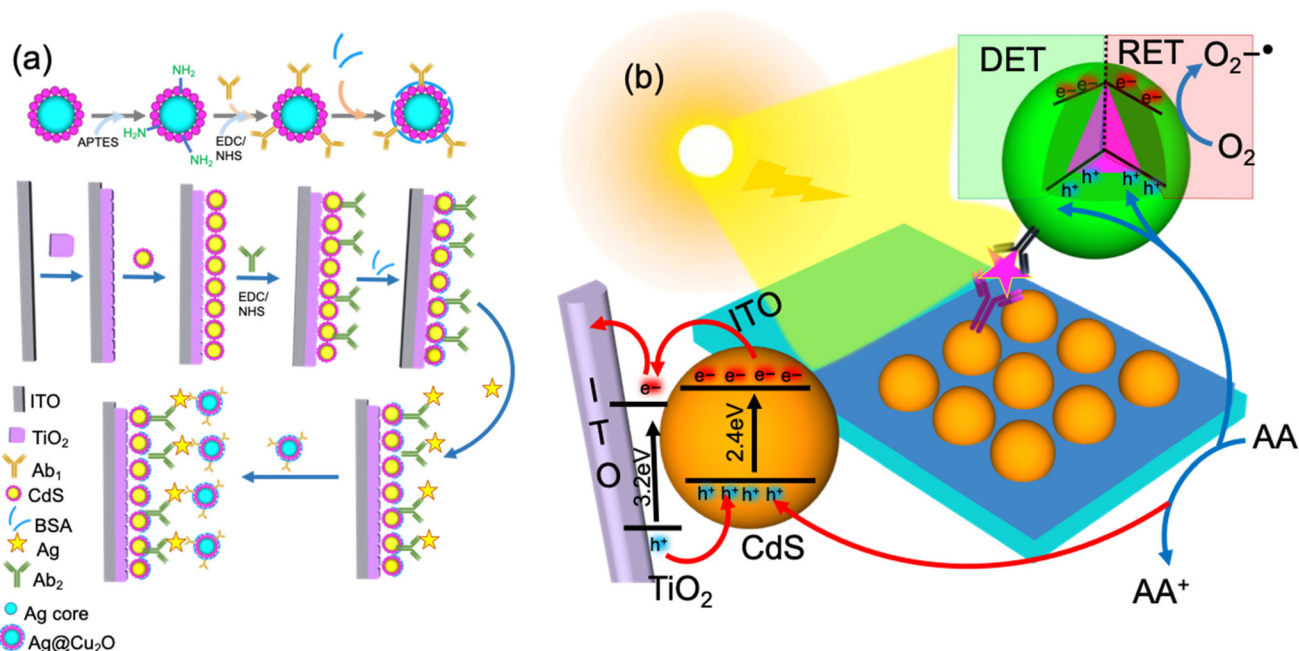 (a)
NH₂
H₂N
NH₂
APTES
EDC/
NHS
EDC/
NHS
ITO
TiO₂
Ab₁
CdS
BSA
Ag
Ab₂
Ag core
Ag@Cu₂O
(b)
DET
RET
O₂–•
e– e– e–
e–
O₂
h⁺ h⁺ h⁺ h⁺
ITO
I
T
O
e–
e– e– e– e–
3.2eV
2.4eV
h⁺ h⁺ h⁺ h⁺
h⁺
CdS
TiO₂
AA
AA⁺